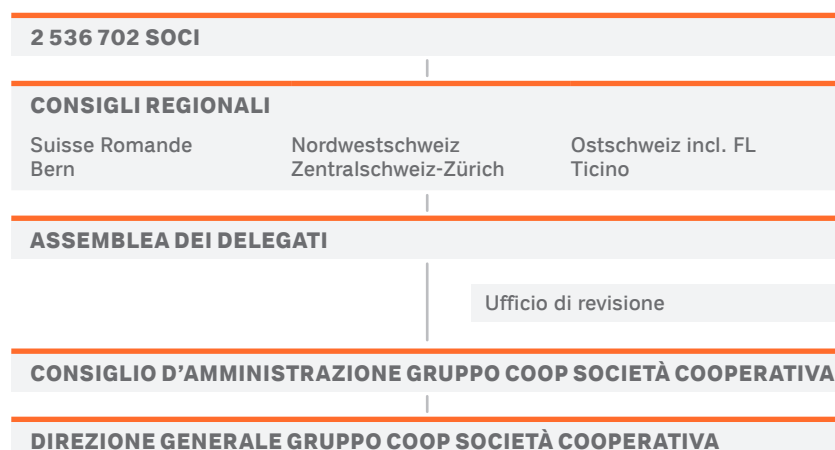 2 536 702 SOCI
CONSIGLI REGIONALI
Suisse Romande
Bern
Nordwestschweiz
Zentralschweiz-Zürich
Ostschweiz incl. FL
Ticino
ASSEMBLEA DEI DELEGATI
Ufficio di revisione
CONSIGLIO D’AMMINISTRAZIONE GRUPPO COOP SOCIETÀ COOPERATIVA
DIREZIONE GENERALE GRUPPO COOP SOCIETÀ COOPERATIVA